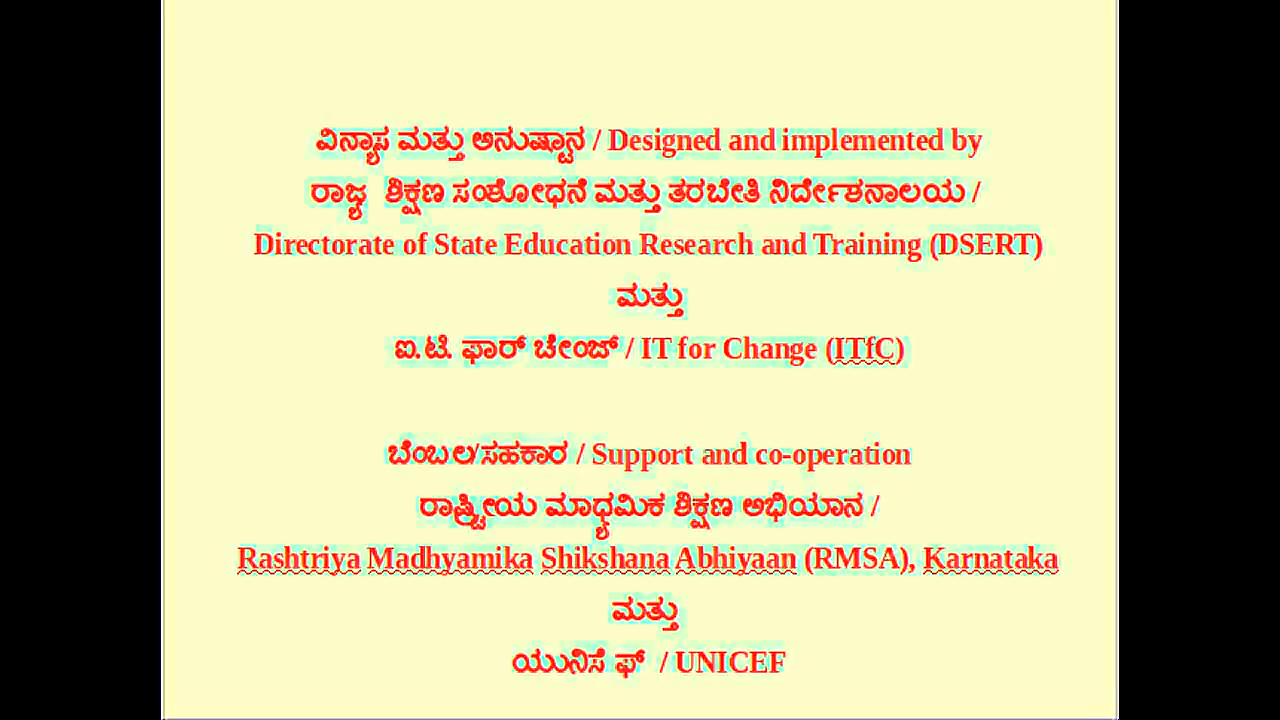 ವಿನ್ಯಾಸ ಮತ್ತು ಅನುಷ್ಠಾನ / Designed and implemented by
ರಾಜ್ಯ ಶಿಕ್ಷಣ ಸಂಶೋಧನೆ ಮತ್ತು ತರಬೇತಿ ನಿರ್ದೇಶನಾಲಯ /
Directorate of State Education Research and Training (DSERT)
ಮತ್ತು
ಐ.ಟಿ. ಫಾರ್ ಚೇಂಜ್ / IT for Change (ITfC)
ಬೆಂಬಲ/ಸಹಕಾರ / Support and co-operation
ರಾಷ್ಟ್ರೀಯ ಮಾಧ್ಯಮಿಕ ಶಿಕ್ಷಣ ಅಭಿಯಾನ /
Rashtriya Madhyamika Shikshana Abhiyaan (RMSA), Karnataka
ಮತ್ತು
ಯುನಿಸೆಫ್ / UNICEF